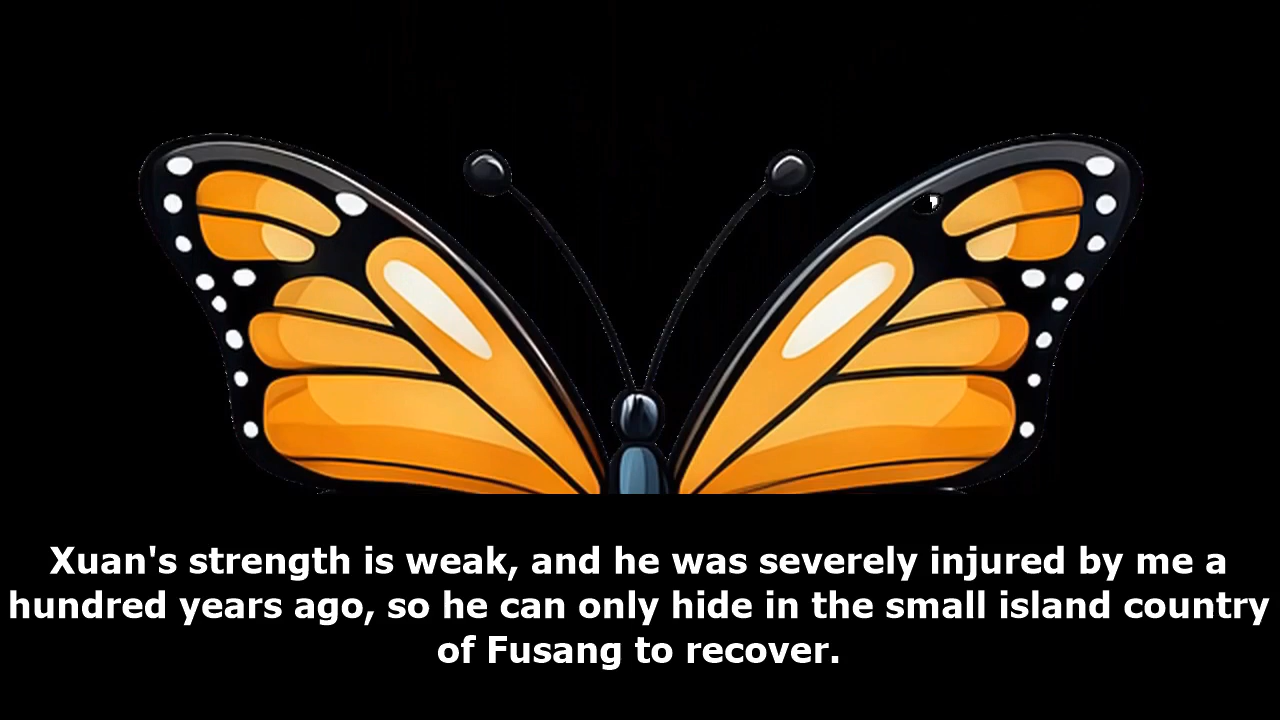 Xuan's strength is weak, and he was severely injured by me a
hundred years ago, so he can only hide in the small island country
of Fusang to recover.